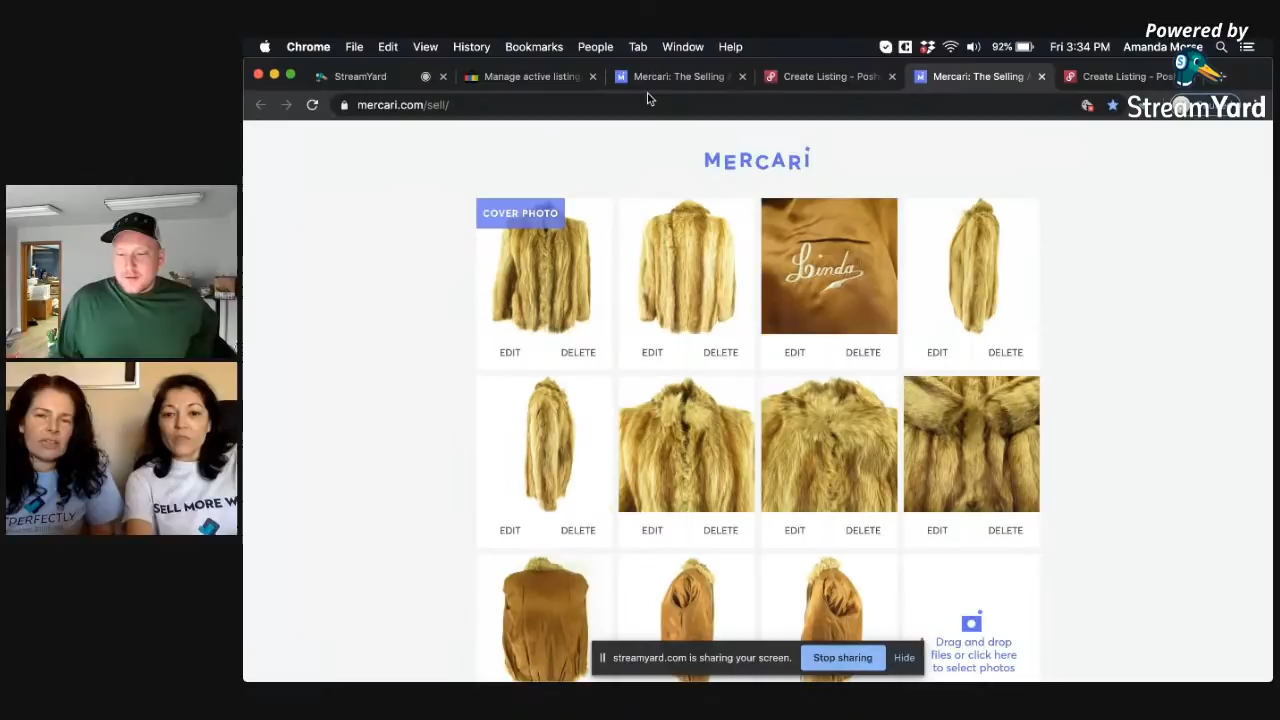 Powered by
StreamYard
Chrome File Edit View History Bookmarks People Tab Window Help 92% Fri 3:34 PM Amanda Morse
StreamYard Manage active listing Mercari: The Selling Create Listing - Posh Mercari: The Selling Create Listing - Posh
mercari.com/sell/
MERCARI
COVER PHOTO
Linda
EDIT DELETE EDIT DELETE EDIT DELETE EDIT DELETE
EDIT DELETE EDIT DELETE EDIT DELETE EDIT DELETE
PERFECTLY
SELL MORE W
Drag and drop
files or click here
to select photos
streamyard.com is sharing your screen. Stop sharing Hide